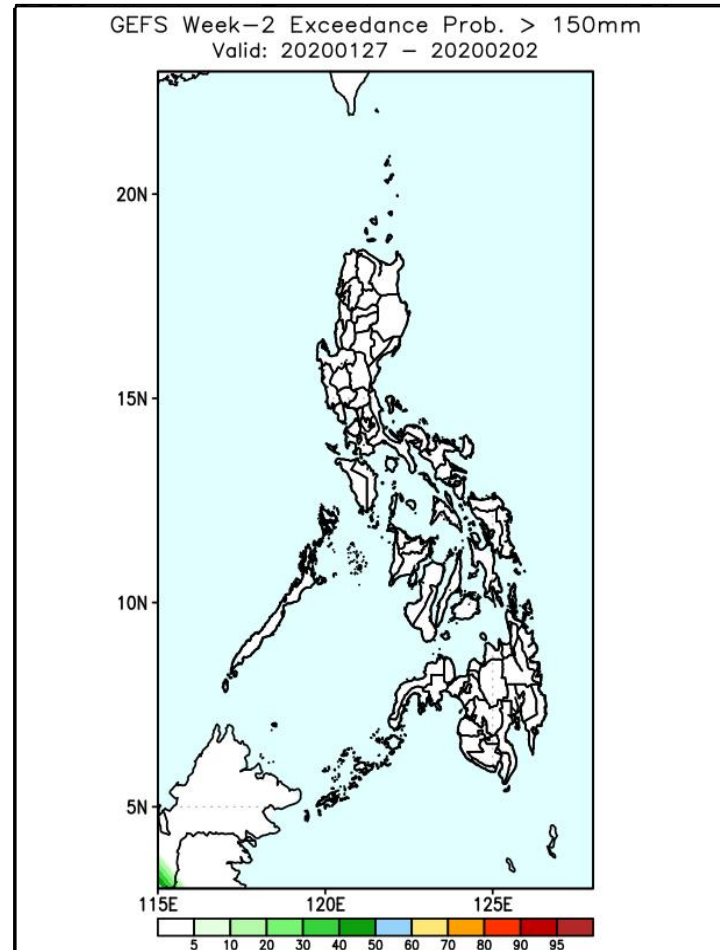 GEFS Week-2 Exceedance Prob. > 150mm
Valid: 20200127 - 20200202
20N
15N
10N
5N
115E 120E 125E
5 10 20 30 40 50 60 70 80 90 95